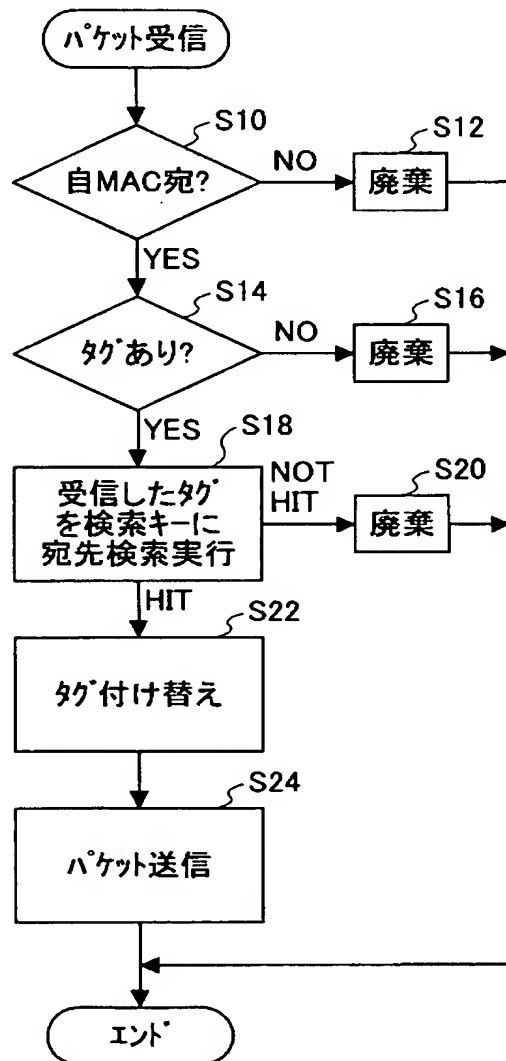 パケット受信
S10
自MAC宛?
NO
S12
廃棄
YES
S14
タグあり?
NO
S16
廃棄
YES
S18
受信したタグ
を検索キーに
宛先検索実行
NOT
HIT
S20
廃棄
HIT
S22
タグ付け替え
S24
パケット送信
エンド